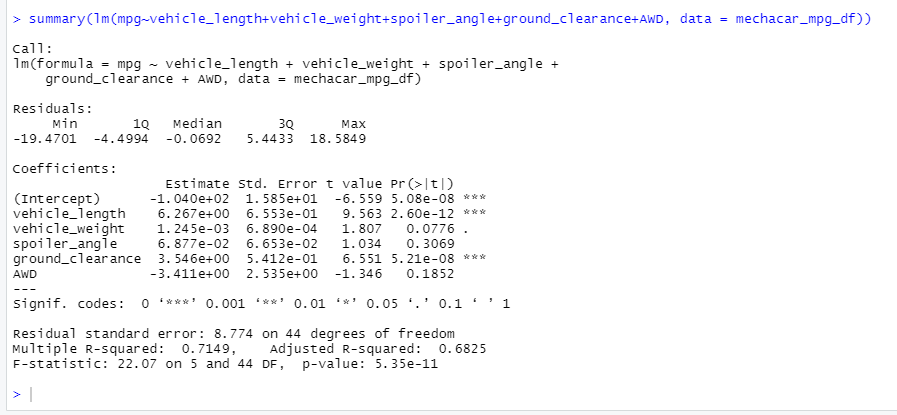 > summary(lm(mpg~vehicle_length+vehicle_weight+spoiler_angle+ground_clearance+AWD, data = mechacar_mpg_df))
Call:
lm(formula = mpg ~ vehicle_length + vehicle_weight + spoiler_angle +
    ground_clearance + AWD, data = mechacar_mpg_df)
Residuals:
     Min       1Q   Median       3Q      Max
-19.4701  -4.4994  -0.0692   5.4433  18.5849
Coefficients:
                   Estimate Std. Error t value Pr(>|t|)
(Intercept)      -1.040e+02  1.585e+01  -6.559 5.08e-08 ***
vehicle_length    6.267e+00  6.553e-01   9.563 2.60e-12 ***
vehicle_weight    1.245e-03  6.890e-04   1.807   0.0776 .
spoiler_angle     6.877e-02  6.653e-02   1.034   0.3069
ground_clearance  3.546e+00  5.412e-01   6.551 5.21e-08 ***
AWD              -3.411e+00  2.535e+00  -1.346   0.1852
---
Signif. codes:  0 ‘***’ 0.001 ‘**’ 0.01 ‘*’ 0.05 ‘.’ 0.1 ‘ ’ 1
Residual standard error: 8.774 on 44 degrees of freedom
Multiple R-squared:  0.7149,    Adjusted R-squared:  0.6825
F-statistic: 22.07 on 5 and 44 DF,  p-value: 5.35e-11
>